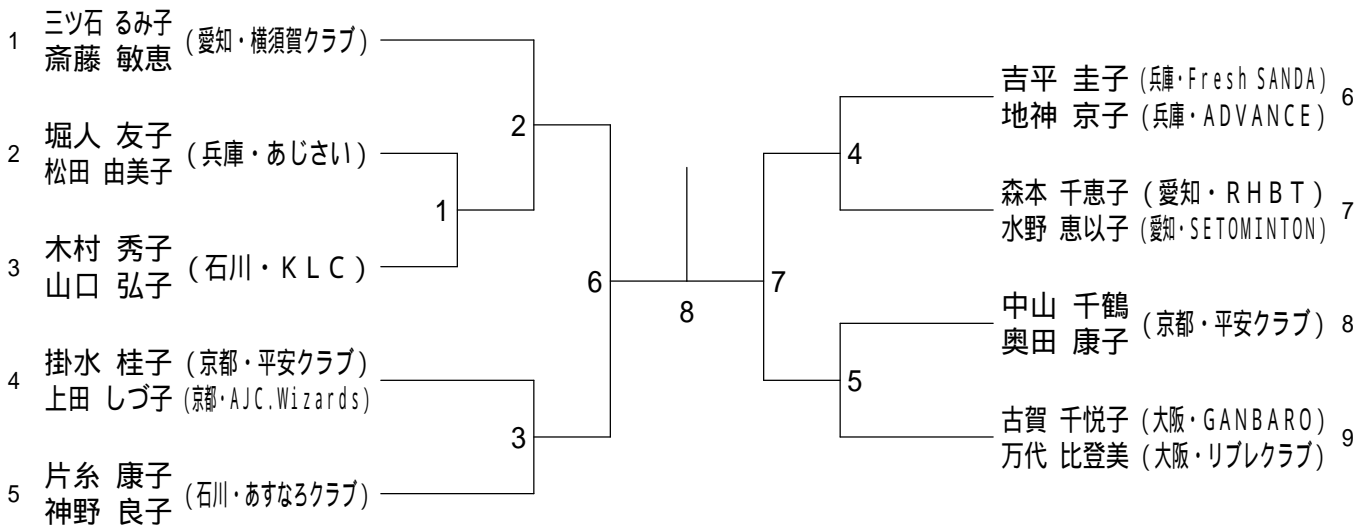 1 三ツ石 るみ子 (愛知・横須賀クラブ)
斎藤 敏恵
2 堀人 友子 (兵庫・あじさい)
松田 由美子
3 木村 秀子 (石川・KLC)
山口 弘子
4 掛水 桂子 (京都・平安クラブ)
上田 しづ子 (京都・AJC.Wizards)
5 片糸 康子 (石川・あすなろクラブ)
神野 良子
2
1
3
6
8
7
4
5
吉平 圭子 (兵庫・Fresh SANDA) 6
地神 京子 (兵庫・ADVANCE)
森本 千恵子 (愛知・RHBT) 7
水野 恵以子 (愛知・SETOMINTON)
中山 千鶴 (京都・平安クラブ) 8
奥田 康子
古賀 千悦子 (大阪・GANBARO) 9
万代 比登美 (大阪・リブレクラブ)